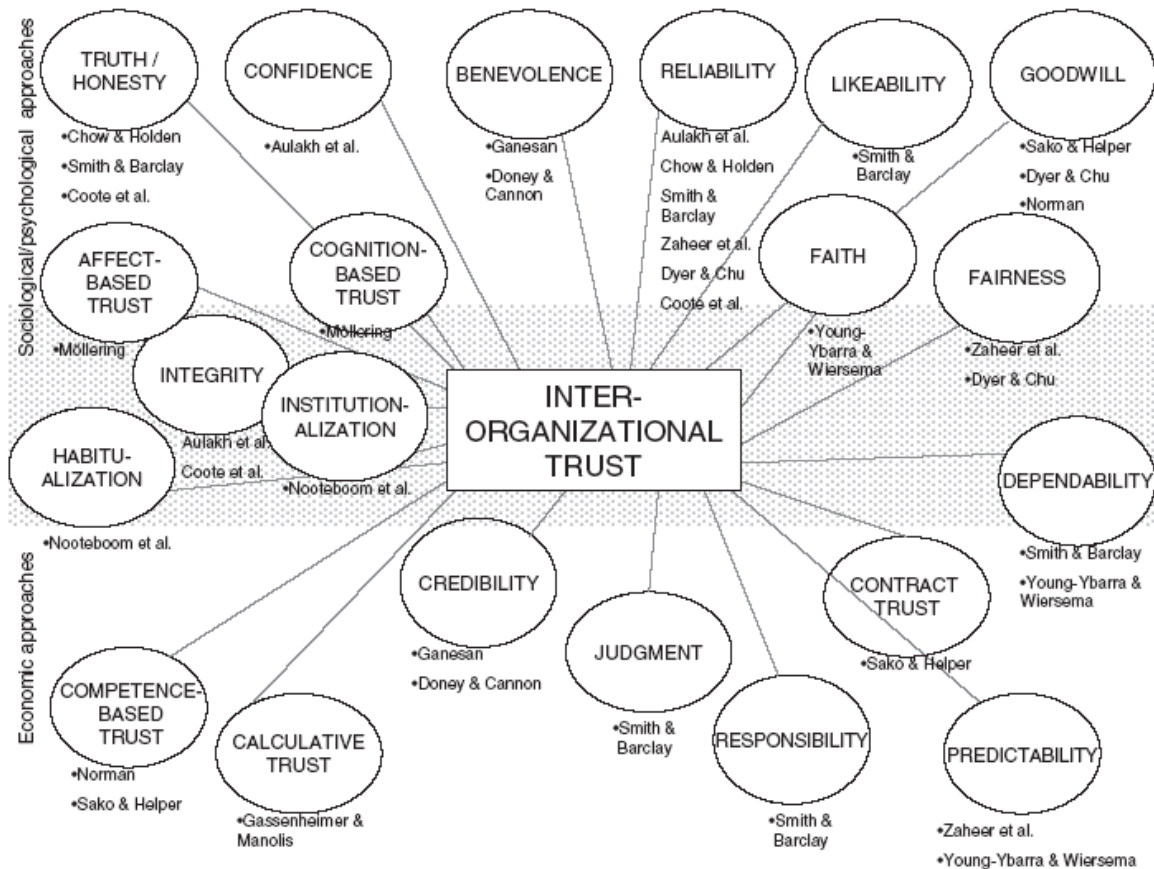 Sociological/psychological approaches
TRUTH /
HONESTY
•Chow & Holden
•Smith & Barclay
•Coote et al.
CONFIDENCE
•Aulakh et al.
BENEVOLENCE
•Ganesan
•Doney &
Cannon
RELIABILITY
Aulakh et al.
Chow & Holden
Smith &
Barclay
Zaheer et al.
Dyer & Chu
Coote et al.
LIKEABILITY
•Smith &
Barclay
GOODWILL
•Sako & Helper
•Dyer & Chu
•Norman
AFFECT-
BASED
TRUST
•Möllering
COGNITION-
BASED
TRUST
•Möllering
FAITH
•Young-
Ybarra &
Wiersema
FAIRNESS
•Zaheer et al.
•Dyer & Chu
INTEGRITY
Aulakh et al.
Coote et al.
INSTITUTION-
ALIZATION
•Nooteboom et al.
INTER-
ORGANIZATIONAL
TRUST
HABITU-
ALIZATION
•Nooteboom et al.
DEPENDABILITY
•Smith & Barclay
•Young-Ybarra &
Wiersema
Economic approaches
CREDIBILITY
•Ganesan
•Doney & Cannon
CONTRACT
TRUST
•Sako & Helper
JUDGMENT
•Smith &
Barclay
COMPETENCE-
BASED
TRUST
•Norman
•Sako & Helper
CALCULATIVE
TRUST
•Gassenheimer &
Manolis
RESPONSIBILITY
•Smith &
Barclay
PREDICTABILITY
•Zaheer et al.
•Young-Ybarra & Wiersema